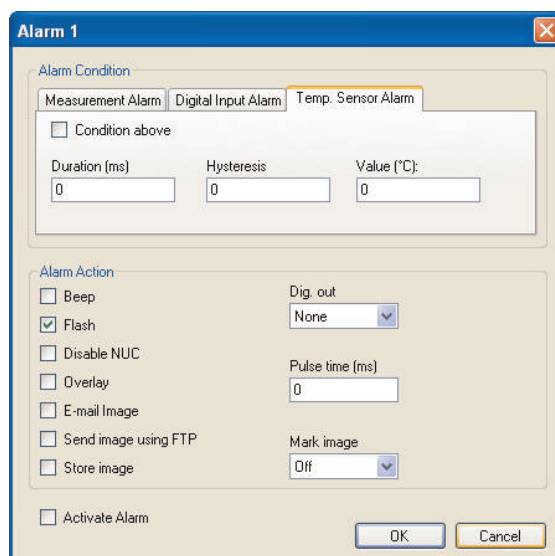 Alarm 1
Alarm Condition
Measurement Alarm Digital Input Alarm Temp. Sensor Alarm
Condition above
Duration (ms) Hysteresis Value (°C):
0 0 0
Alarm Action
Beep
Flash
Disable NUC
Overlay
E-mail Image
Send image using FTP
Store image
Dig. out
None
Pulse time (ms)
0
Mark image
Off
Activate Alarm
OK Cancel